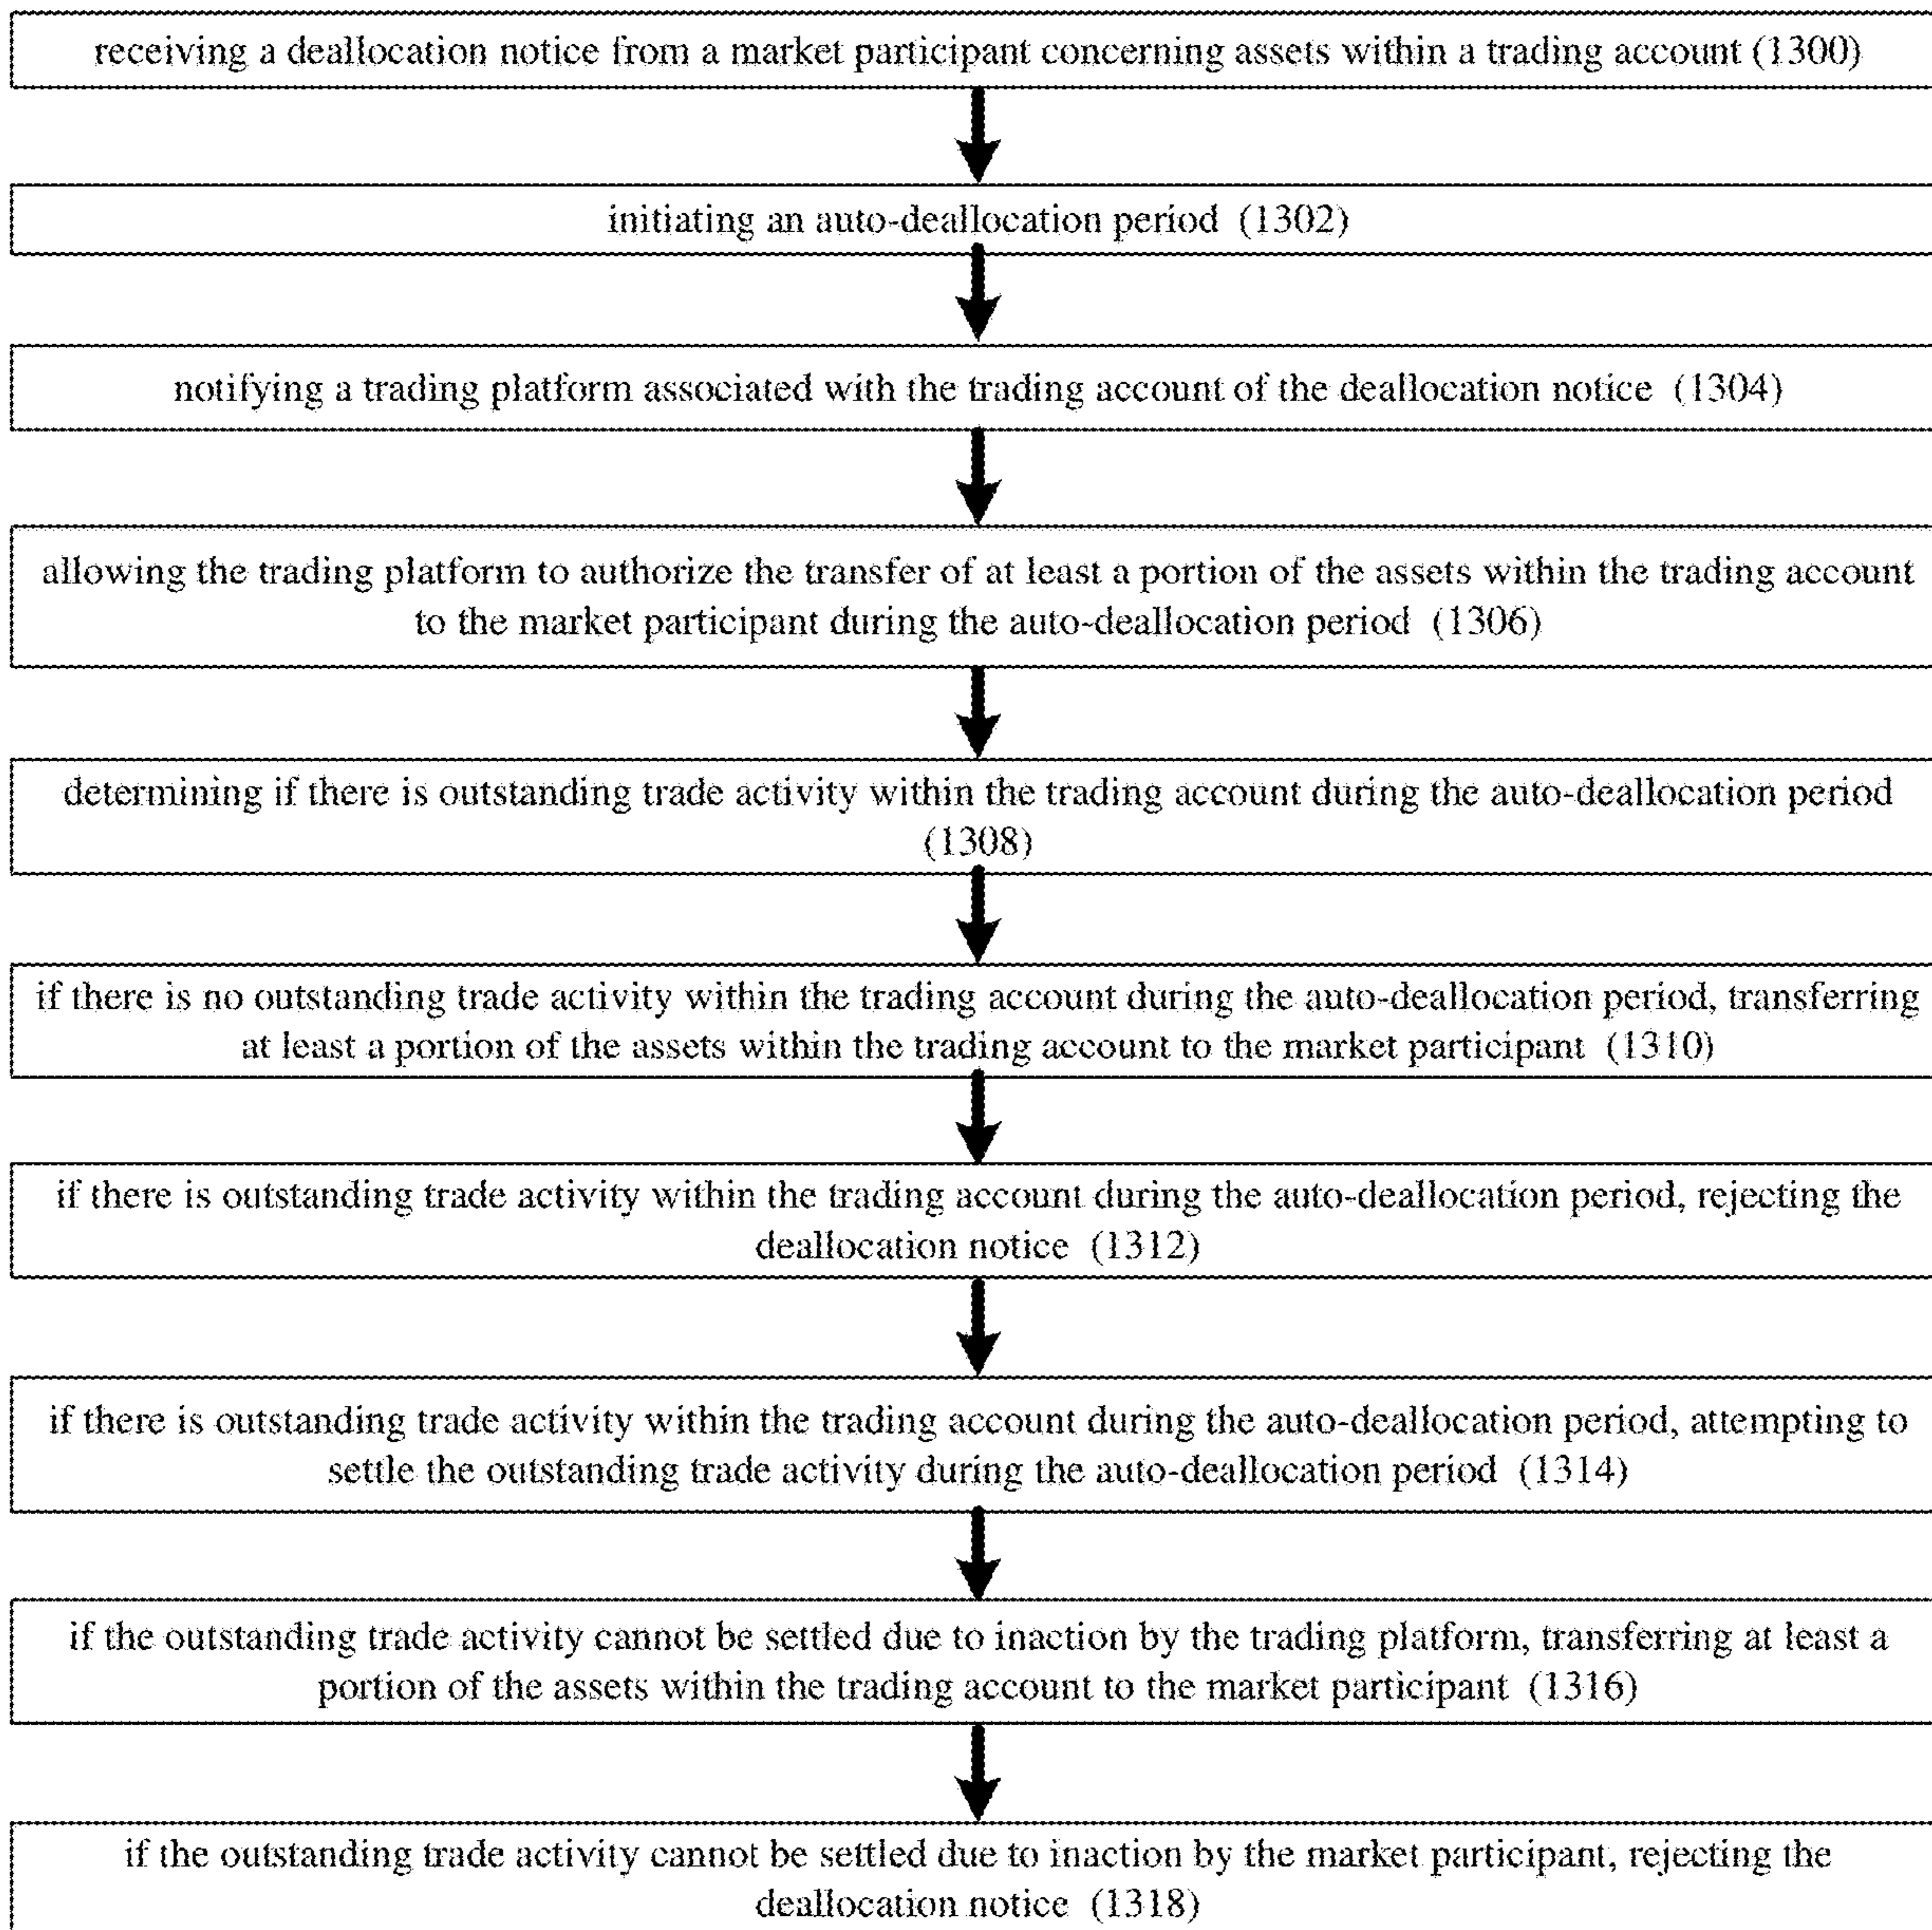 receiving a deallocation notice from a market participant concerning assets within a trading account (1300)
initiating an auto-deallocation period (1302)
notifying a trading platform associated with the trading account of the deallocation notice (1304)
allowing the trading platform to authorize the transfer of at least a portion of the assets within the trading account
to the market participant during the auto-deallocation period (1306)
determining if there is outstanding trade activity within the trading account during the auto-deallocation period
(1308)
if there is no outstanding trade activity within the trading account during the auto-deallocation period, transferring
at least a portion of the assets within the trading account to the market participant (1310)
if there is outstanding trade activity within the trading account during the auto-deallocation period, rejecting the
deallocation notice (1312)
if there is outstanding trade activity within the trading account during the auto-deallocation period, attempting to
settle the outstanding trade activity during the auto-deallocation period (1314)
if the outstanding trade activity cannot be settled due to inaction by the trading platform, transferring at least a
portion of the assets within the trading account to the market participant (1316)
if the outstanding trade activity cannot be settled due to inaction by the market participant, rejecting the
deallocation notice (1318)